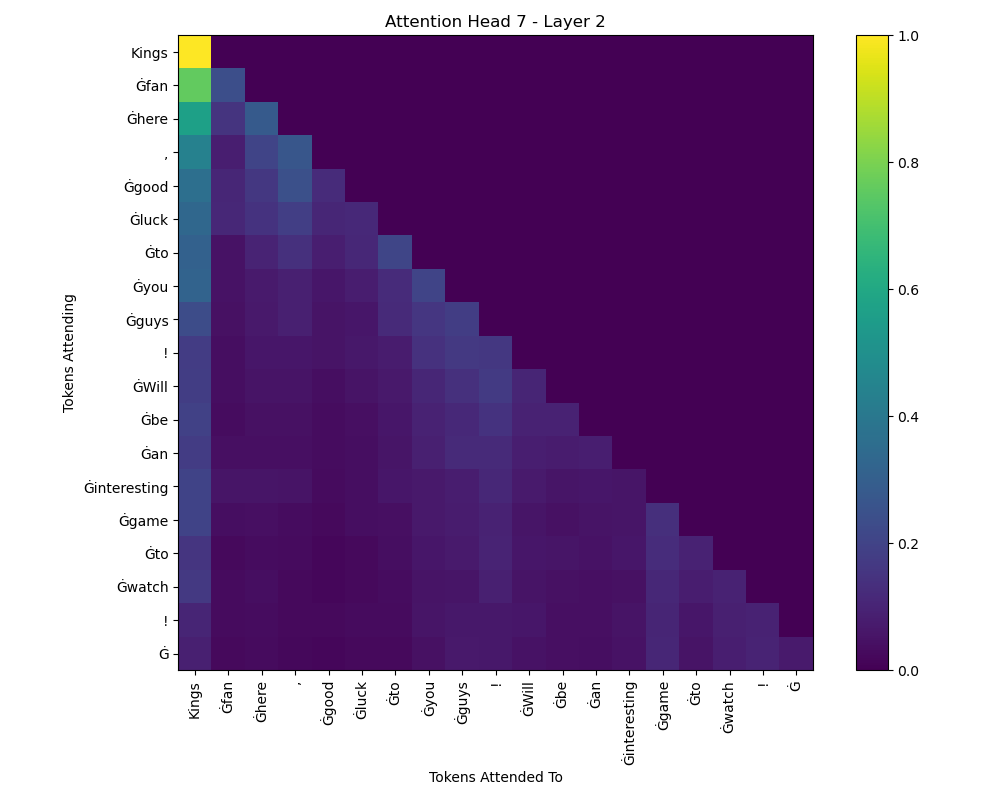 Attention Head 7 - Layer 2
Tokens Attending
Kings
Ġfan
Ġhere
,
Ġgood
Ġluck
Ġto
Ġyou
Ġguys
!
ĠWill
Ġbe
Ġan
Ġinteresting
Ġgame
Ġto
Ġwatch
!
Ġ
Kings
Ġfan
Ġhere
,
Ġgood
Ġluck
Ġto
Ġyou
Ġguys
!
ĠWill
Ġbe
Ġan
Ġinteresting
Ġgame
Ġto
Ġwatch
!
Ġ
Tokens Attended To
1.0
0.8
0.6
0.4
0.2
0.0